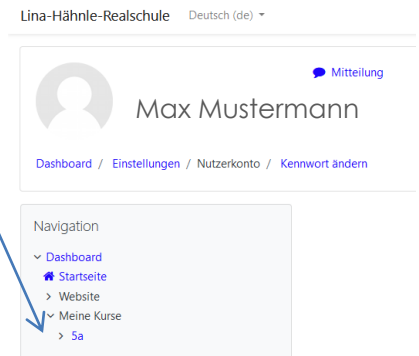 Lina-Hähnle-Realschule Deutsch (de)
Mitteilung
Max Mustermann
Dashboard / Einstellungen / Nutzerkonto / Kennwort ändern
Navigation
Dashboard
Startseite
Website
Meine Kurse
5a